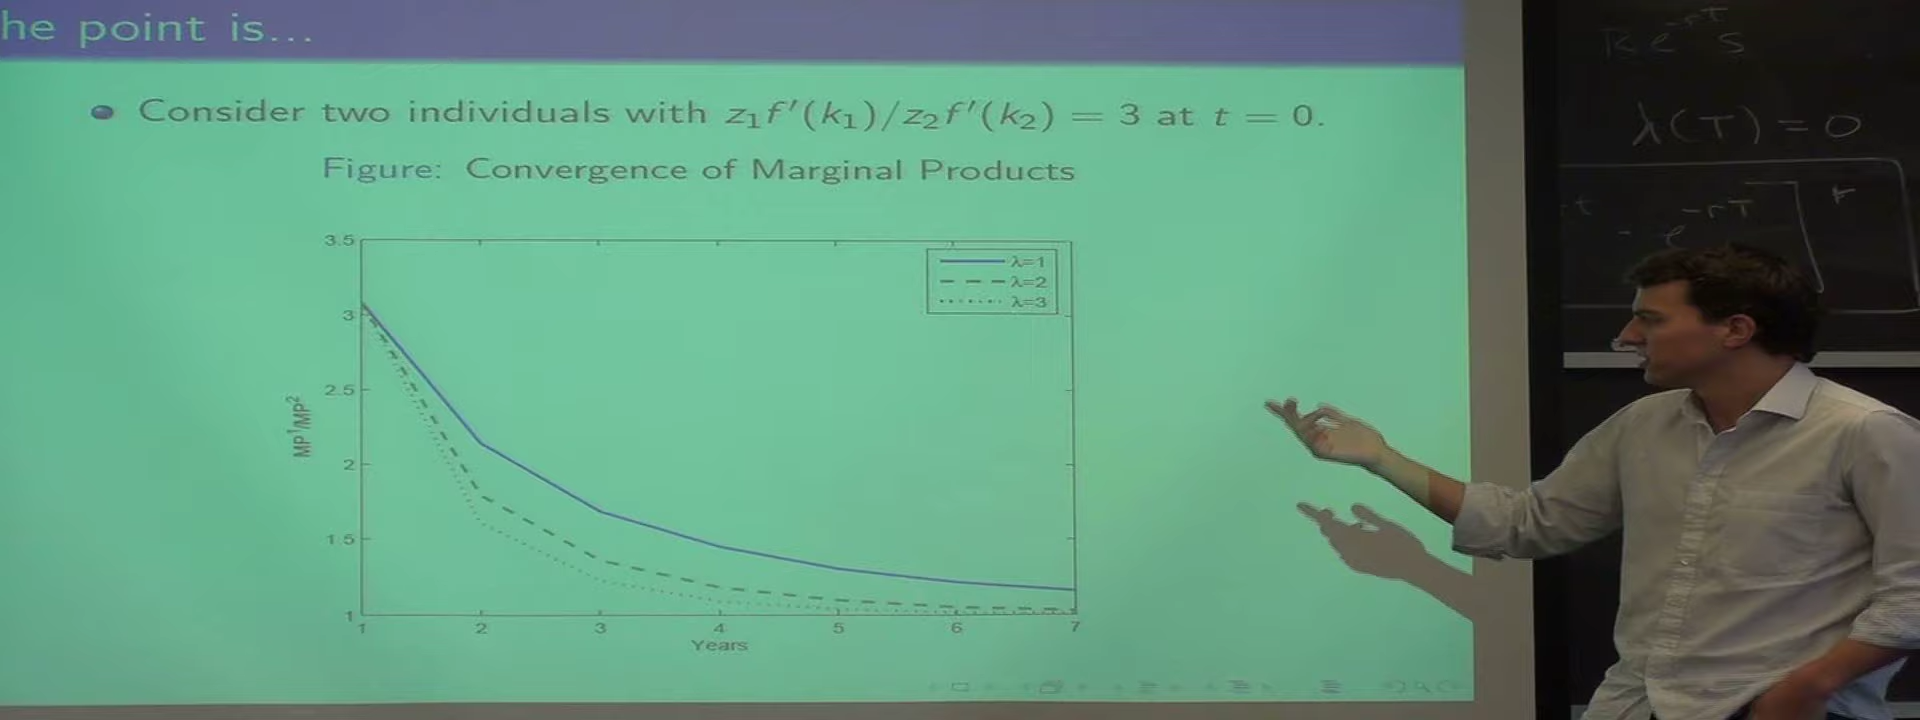 he point is...
Consider two individuals with z₁f′(k₁)/z₂f′(k₂) = 3 at t = 0.
Figure: Convergence of Marginal Products
3.5
3
2.5
2
1 5
1
MP¹/MP²
λ=1
λ=2
λ=3
1 2 3 4 5 6 7
Years
e^-rT S
λ(T) = 0
- e^-rT